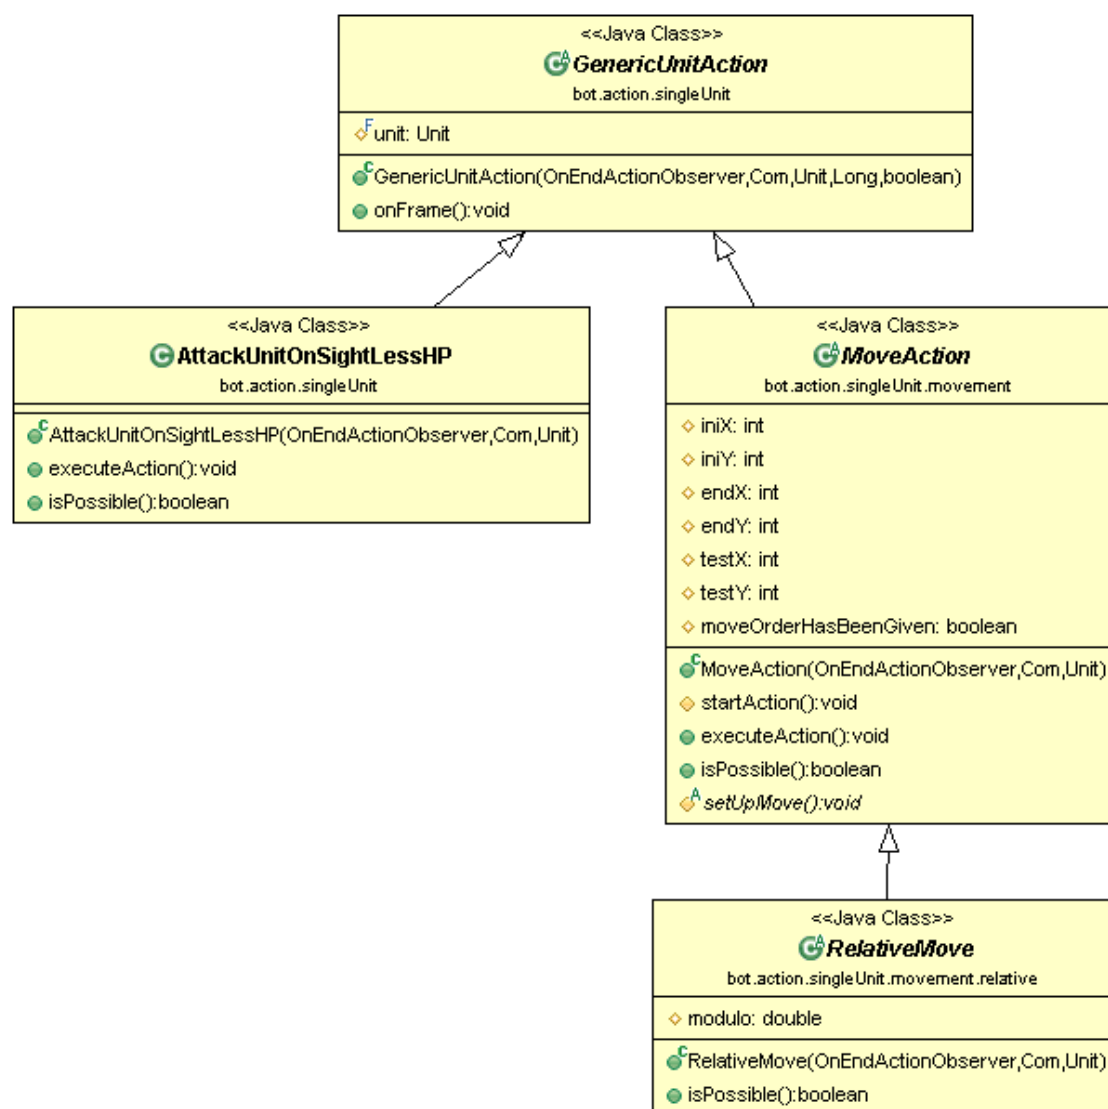 <<Java Class>>
GenericUnitAction
bot.action.singleUnit
unit: Unit
GenericUnitAction(OnEndActionObserver,Com,Unit,Long,boolean)
onFrame():void
<<Java Class>>
AttackUnitOnSightLessHP
bot.action.singleUnit
AttackUnitOnSightLessHP(OnEndActionObserver,Com,Unit)
executeAction():void
isPossible():boolean
<<Java Class>>
MoveAction
bot.action.singleUnit.movement
iniX: int
iniY: int
endX: int
endY: int
testX: int
testY: int
moveOrderHasBeenGiven: boolean
MoveAction(OnEndActionObserver,Com,Unit)
startAction():void
executeAction():void
isPossible():boolean
setUpMove():void
<<Java Class>>
RelativeMove
bot.action.singleUnit.movement.relative
modulo: double
RelativeMove(OnEndActionObserver,Com,Unit)
isPossible():boolean